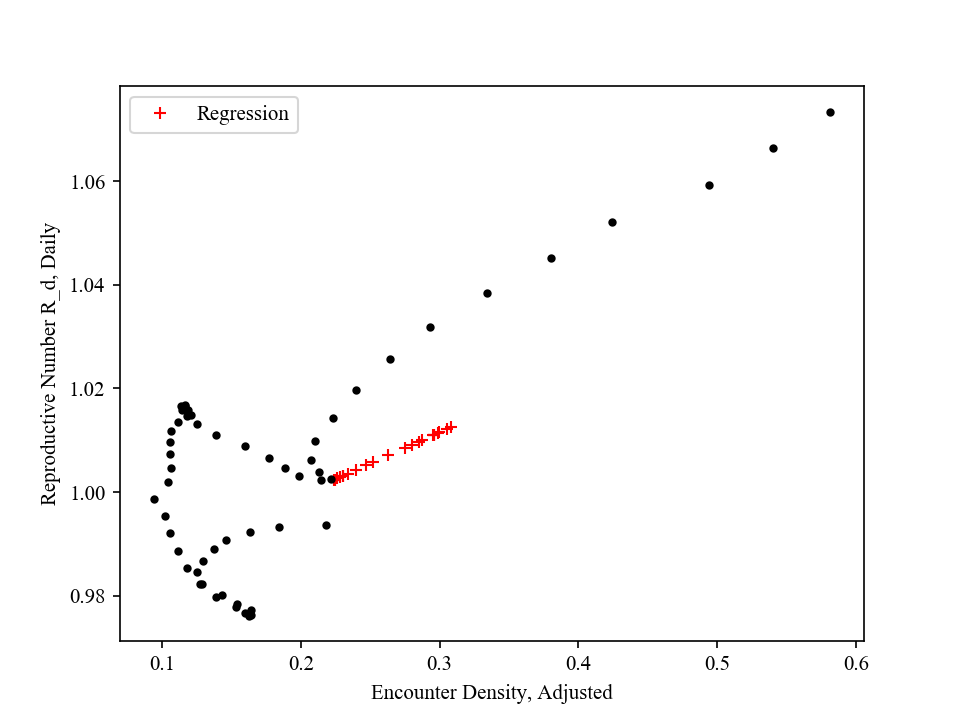 Regression
1.06
1.04
1.02
1.00
0.98
Reproductive Number R_d, Daily
0.1 0.2 0.3 0.4 0.5 0.6
Encounter Density, Adjusted